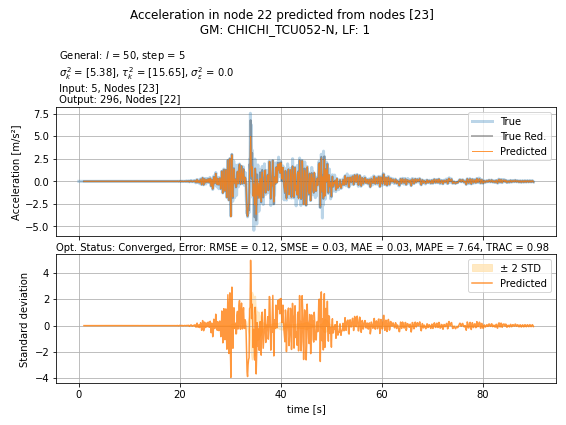 Acceleration in node 22 predicted from nodes [23]
GM: CHICHI_TCU052-N, LF: 1
General: l = 50, step = 5
σ²ₖ = [5.38], τ²ₖ = [15.65], σ²ε = 0.0
Input: 5, Nodes [23]
Output: 296, Nodes [22]
Acceleration [m/s²]
7.5
5.0
2.5
0.0
−2.5
−5.0
True
True Red.
Predicted
Opt. Status: Converged, Error: RMSE = 0.12, SMSE = 0.03, MAE = 0.03, MAPE = 7.64, TRAC = 0.98
Standard deviation
4
2
0
−2
−4
± 2 STD
Predicted
0 20 40 60 80
time [s]